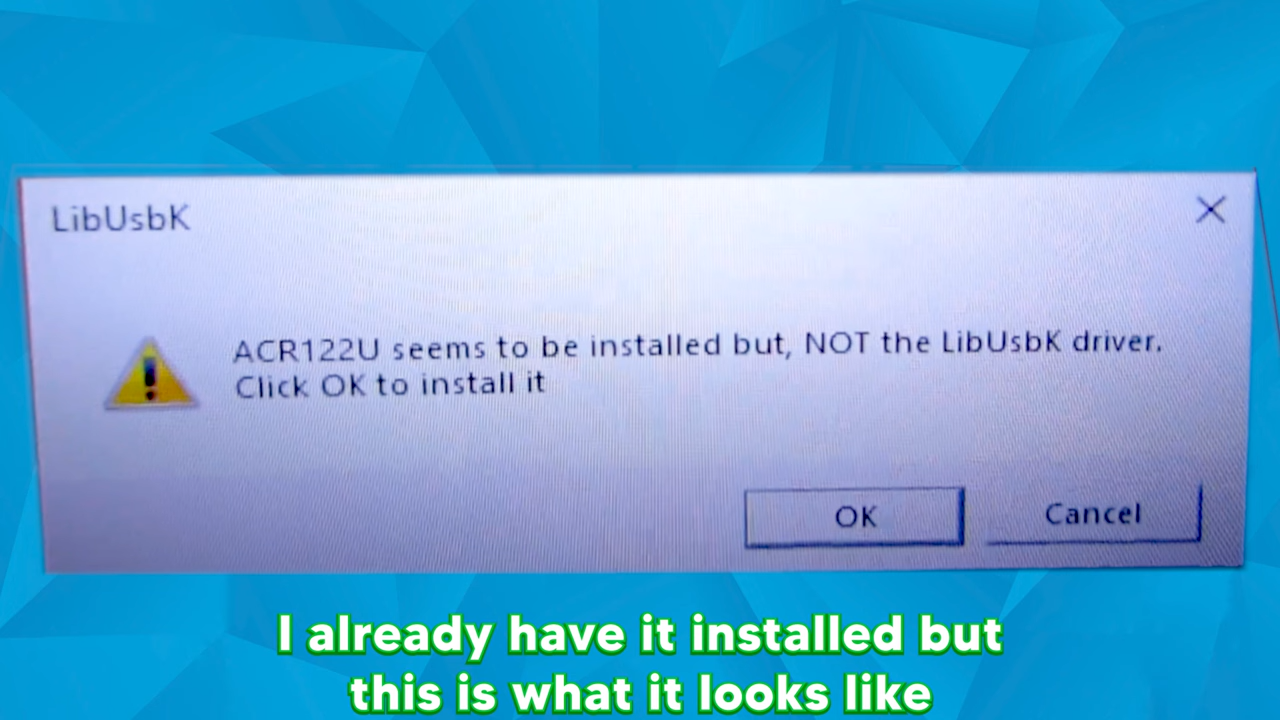 LibUsbK
ACR122U seems to be installed but, NOT the LibUsbK driver.
Click OK to install it
OK
Cancel
I already have it installed but
this is what it looks like